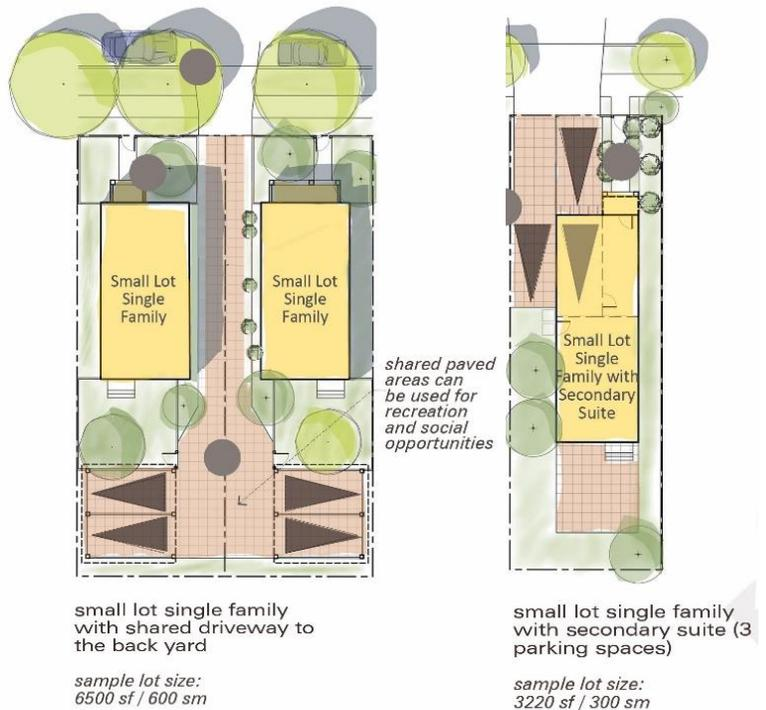 Small Lot
Single
Family
Small Lot
Single
Family
shared paved
areas can
be used for
recreation
and social
opportunities
small lot single family
with shared driveway to
the back yard
sample lot size:
6500 sf / 600 sm
Small Lot
Single
Family with
Secondary
Suite
small lot single family
with secondary suite (3
parking spaces)
sample lot size:
3220 sf / 300 sm